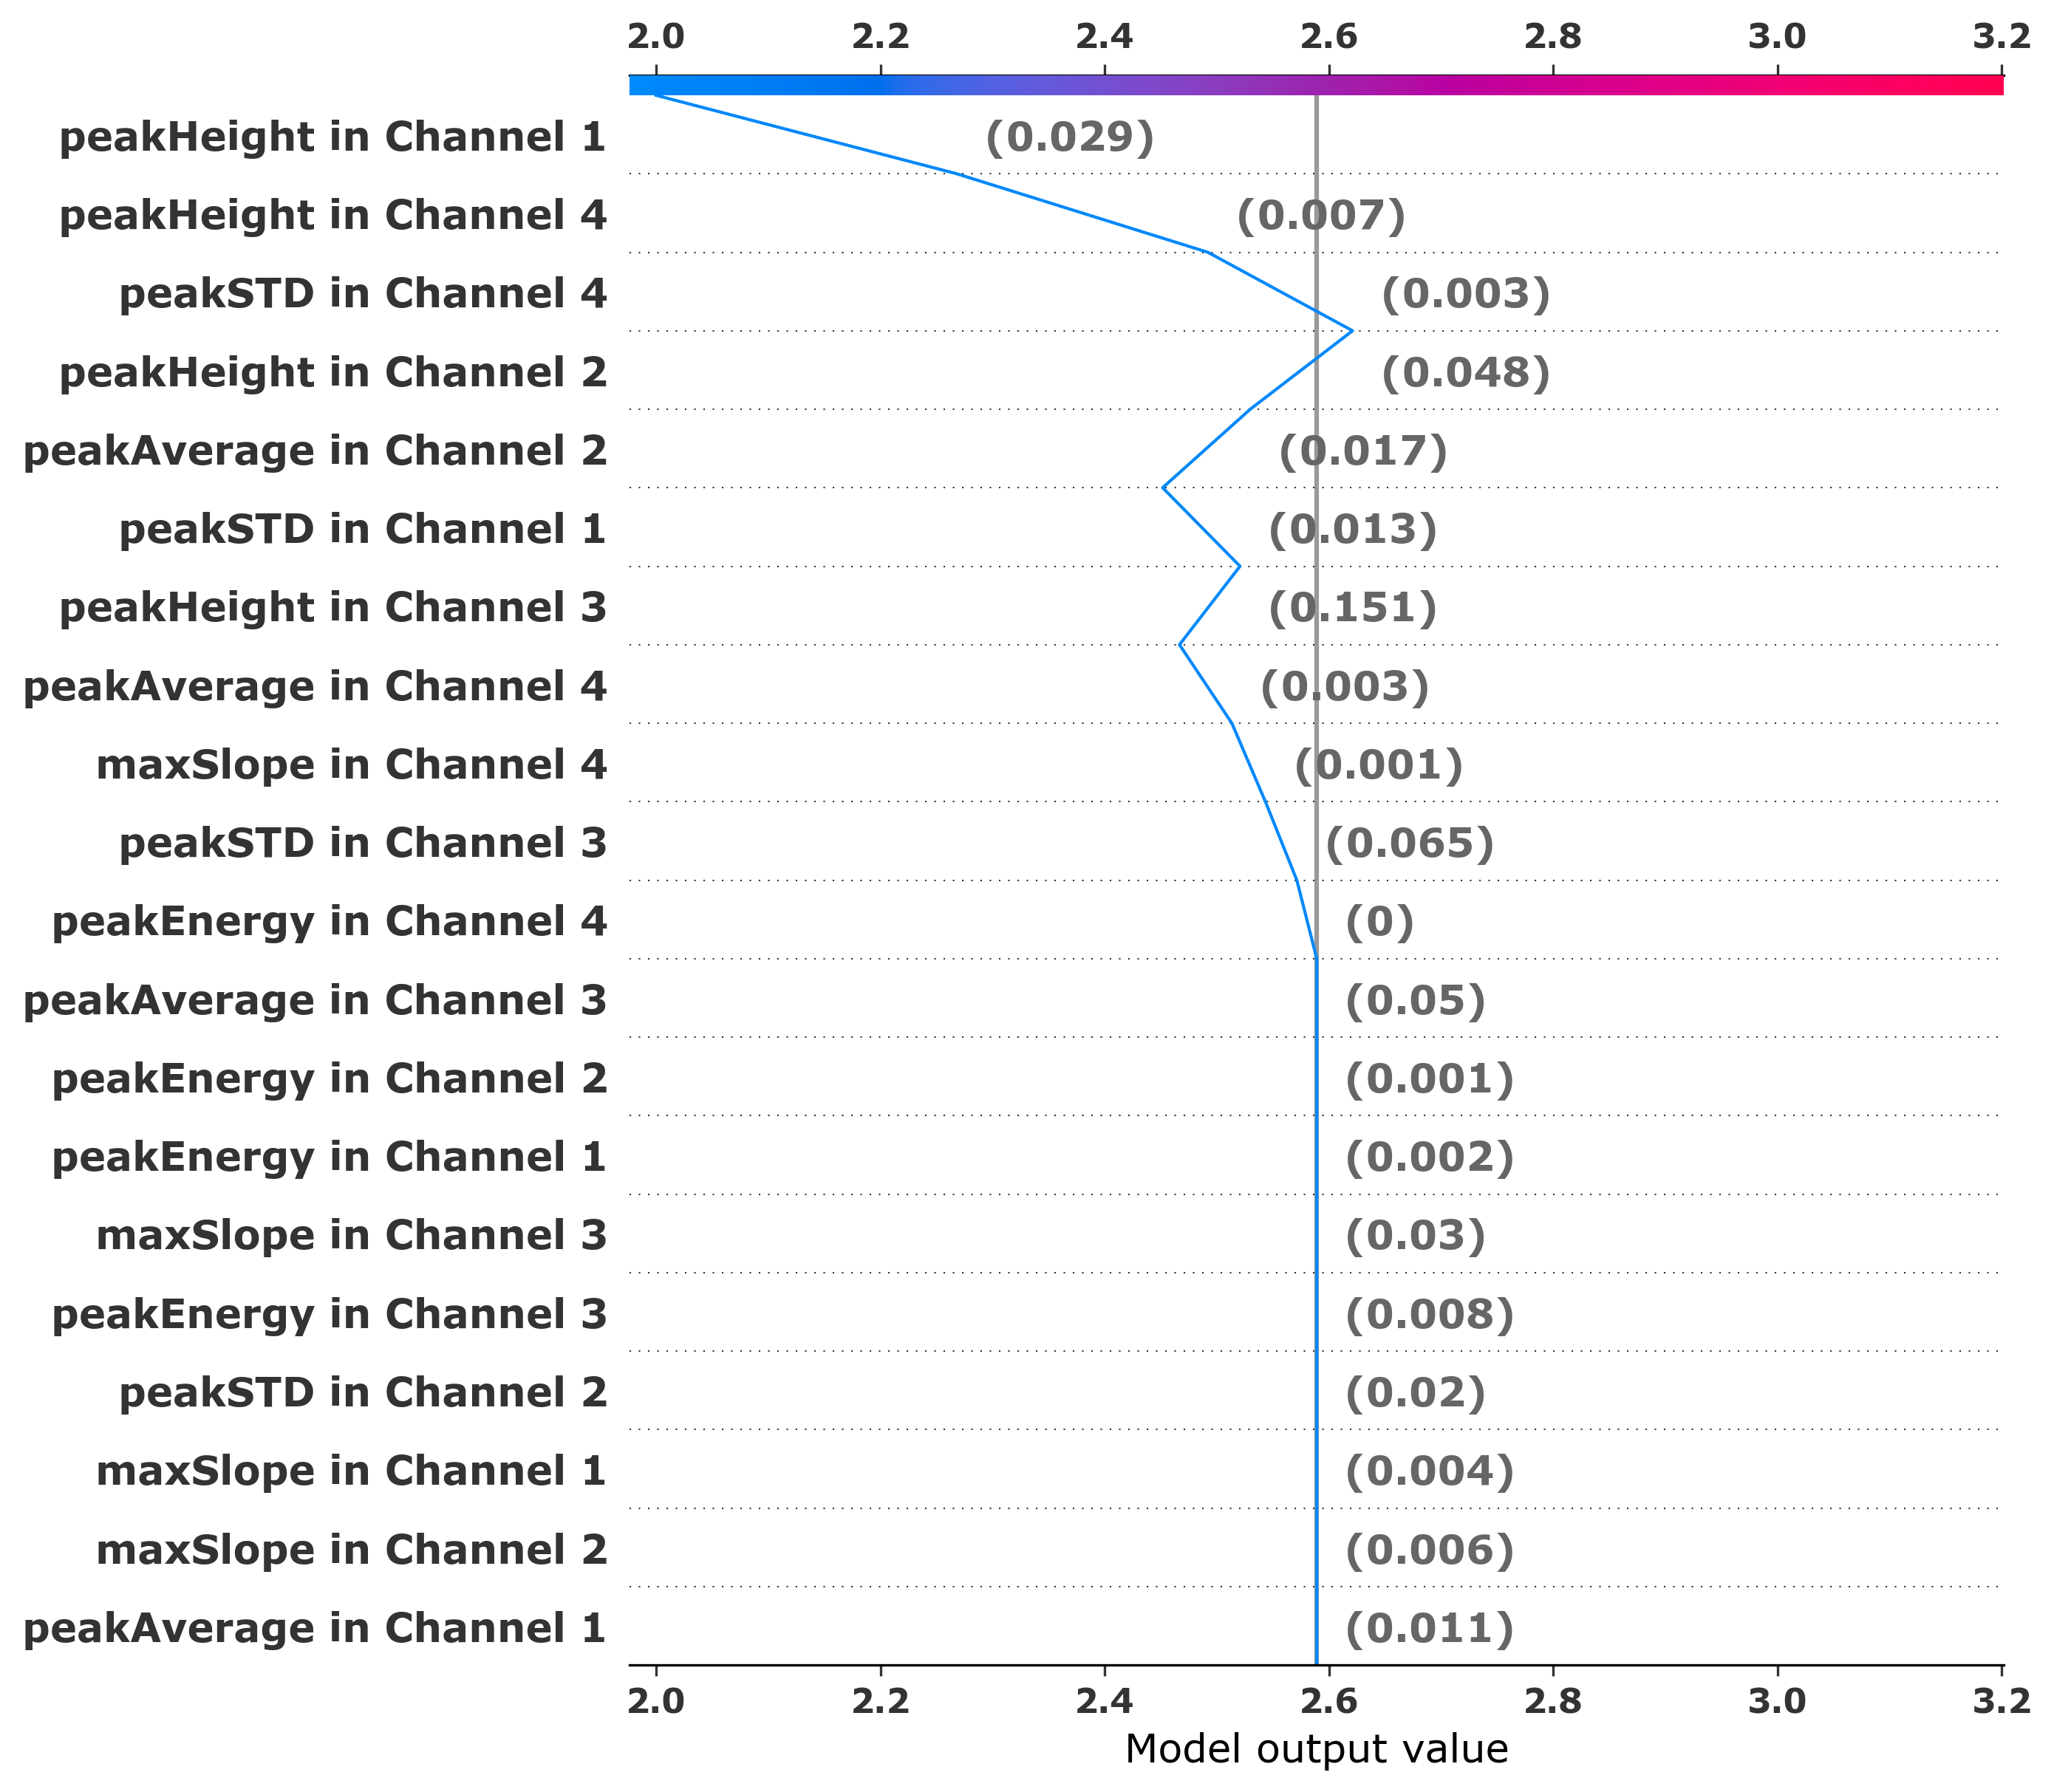 2.0 2.2 2.4 2.6 2.8 3.0 3.2
peakHeight in Channel 1 (0.029)
peakHeight in Channel 4 (0.007)
peakSTD in Channel 4 (0.003)
peakHeight in Channel 2 (0.048)
peakAverage in Channel 2 (0.017)
peakSTD in Channel 1 (0.013)
peakHeight in Channel 3 (0.151)
peakAverage in Channel 4 (0.003)
maxSlope in Channel 4 (0.001)
peakSTD in Channel 3 (0.065)
peakEnergy in Channel 4 (0)
peakAverage in Channel 3 (0.05)
peakEnergy in Channel 2 (0.001)
peakEnergy in Channel 1 (0.002)
maxSlope in Channel 3 (0.03)
peakEnergy in Channel 3 (0.008)
peakSTD in Channel 2 (0.02)
maxSlope in Channel 1 (0.004)
maxSlope in Channel 2 (0.006)
peakAverage in Channel 1 (0.011)
2.0 2.2 2.4 2.6 2.8 3.0 3.2
Model output value